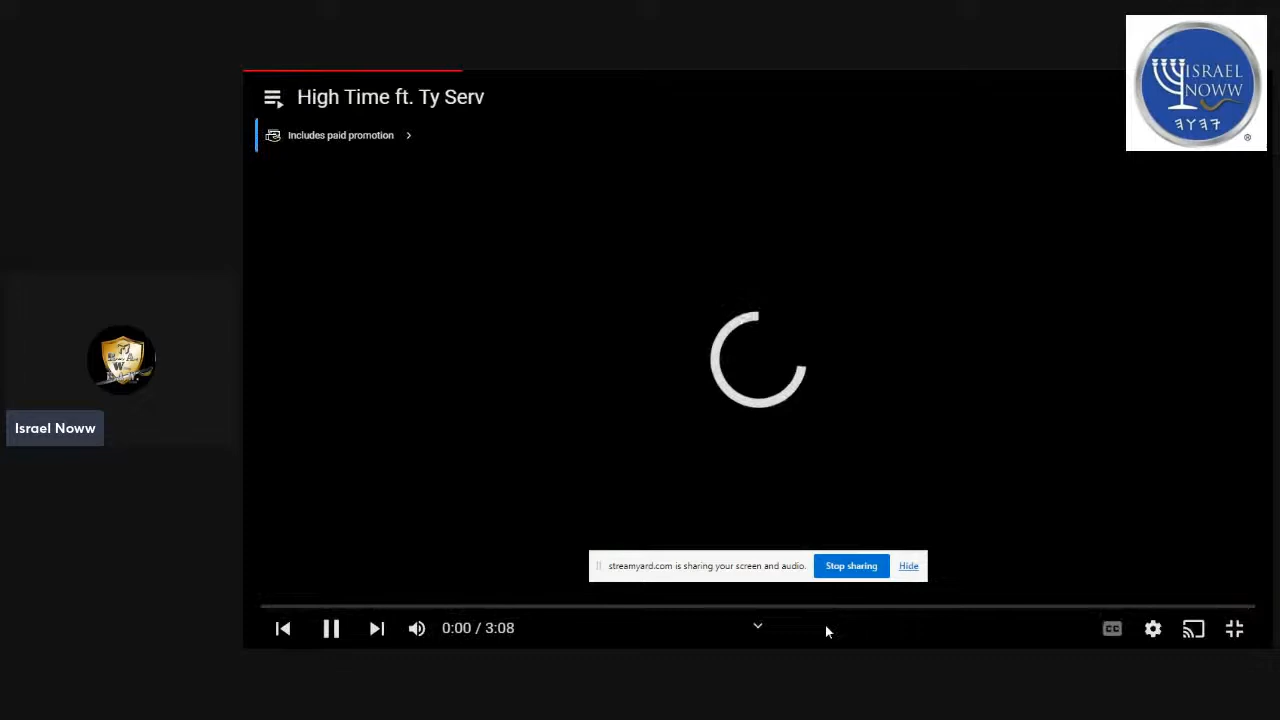 High Time ft. Ty Serv
Includes paid promotion
ISRAEL
NOWW
®
Israel Noww
streamyard.com is sharing your screen and audio.
Stop sharing
Hide
0:00 / 3:08
CC